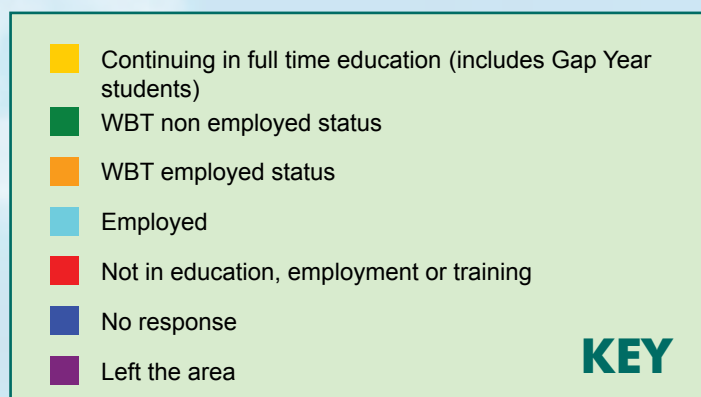 Continuing in full time education (includes Gap Year
students)
WBT non employed status
WBT employed status
Employed
Not in education, employment or training
No response
Left the area
KEY